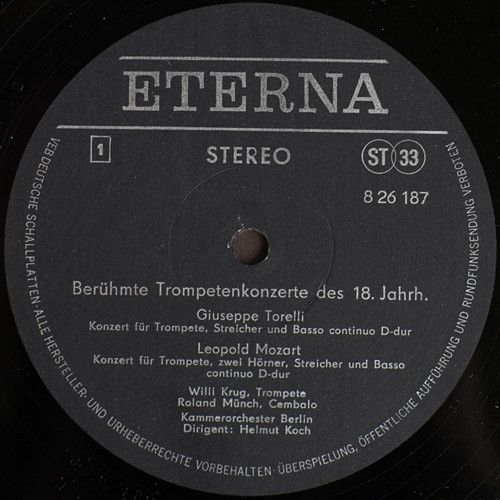 ETERNA
1
STEREO
ST 33
8 26 187
Berühmte Trompetenkonzerte des 18. Jahrh.
Giuseppe Torelli
Konzert für Trompete, Streicher und Basso continuo D-dur
Leopold Mozart
Konzert für Trompete, zwei Hörner, Streicher und Basso
continuo D-dur
Willi Krug, Trompete
Roland Münch, Cembalo
Kammerorchester Berlin
Dirigent: Helmut Koch
VEB DEUTSCHE SCHALLPLATTEN · ALLE HERSTELLER- UND URHEBERRECHTE VORBEHALTEN · ÜBERSPIELUNG, ÖFFENTLICHE AUFFÜHRUNG UND RUNDFUNKSENDUNG VERBOTEN